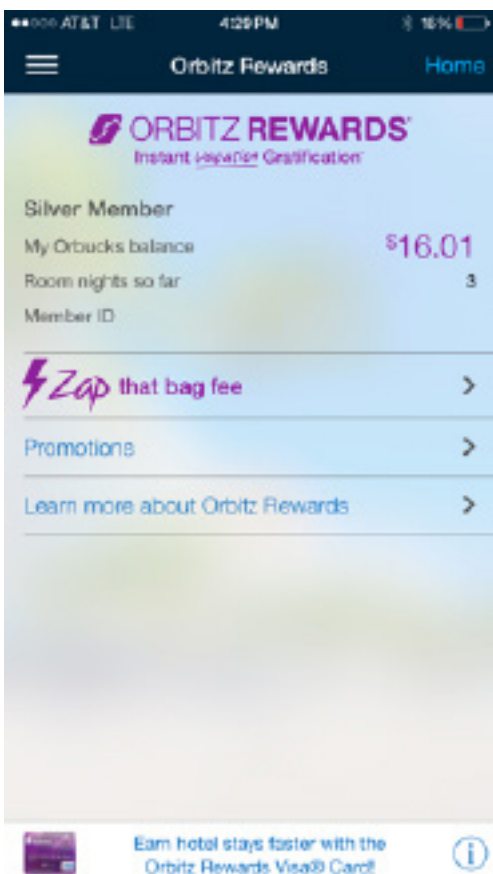 AT&T LTE 4:29 PM 16%
Orbitz Rewards Home
ORBITZ REWARDS
Instant Vacation Gratification
Silver Member
My Orbucks balance $16.01
Room nights so far 3
Member ID
Zap that bag fee
Promotions
Learn more about Orbitz Rewards
Earn hotel stays faster with the
Orbitz Rewards Visa® Card!